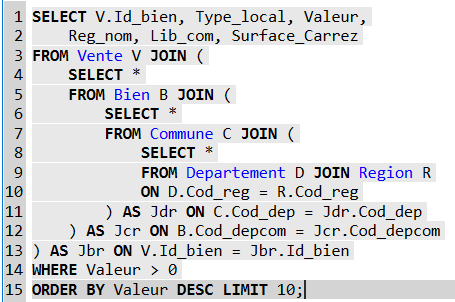 1 SELECT V.Id_bien, Type_local, Valeur,
2     Reg_nom, Lib_com, Surface_Carrez
3 FROM Vente V JOIN (
4     SELECT *
5     FROM Bien B JOIN (
6         SELECT *
7         FROM Commune C JOIN (
8             SELECT *
9             FROM Departement D JOIN Region R
10             ON D.Cod_reg = R.Cod_reg
11         ) AS Jdr ON C.Cod_dep = Jdr.Cod_dep
12     ) AS Jcr ON B.Cod_depcom = Jcr.Cod_depcom
13 ) AS Jbr ON V.Id_bien = Jbr.Id_bien
14 WHERE Valeur > 0
15 ORDER BY Valeur DESC LIMIT 10;